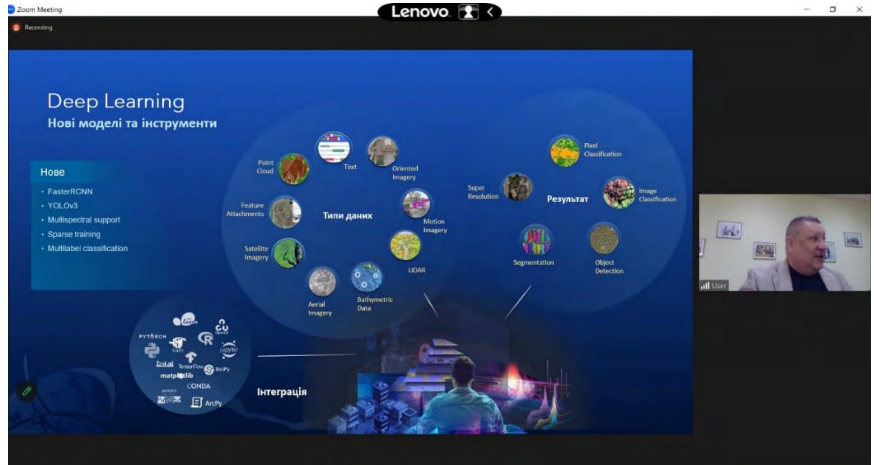 Zoom Meeting
Lenovo
Recording
Deep Learning
Нові моделі та інструменти
Нове
• FasterRCNN
• YOLOv3
• Multispectral support
• Sparse training
• Multilabel classification
Типи даних
Point
Cloud
Text
Oriented
Imagery
Feature
Attachments
Motion
Imagery
Satellite
Imagery
LiDAR
Aerial
Imagery
Bathymetric
Data
Результат
Pixel
Classification
Super
Resolution
Image
Classification
Segmentation
Object
Detection
PYTORCH
R
TensorFlow
SciPy
matplotlib
CONDA
ArcPy
Інтеграція
User